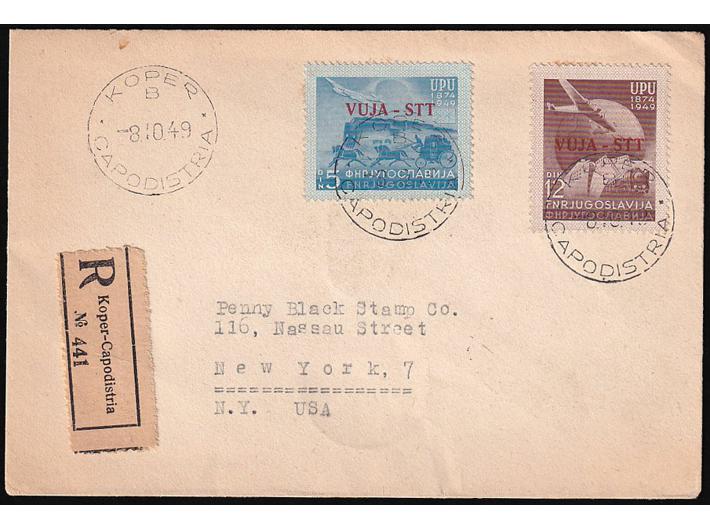 KOPER
B
-8.10.49
* CAPODISTRIA *
UPU
1874
1949
VUJA - STT
DIN 5 ФНРЈУГОСЛАВИЈА
FNRJUGOSLAVIJA
CAPODISTRIA
UPU
1874
1949
VUJA - STT
DIN
12 FNRJUGOSLAVIJA
ФНРЈУГОСЛАВИЈА
CAPODISTRIA *
R
Koper-Capodistria
№ 441
Penny Black Stamp Co.
116, Nassau Street
New York, 7
N.Y. USA